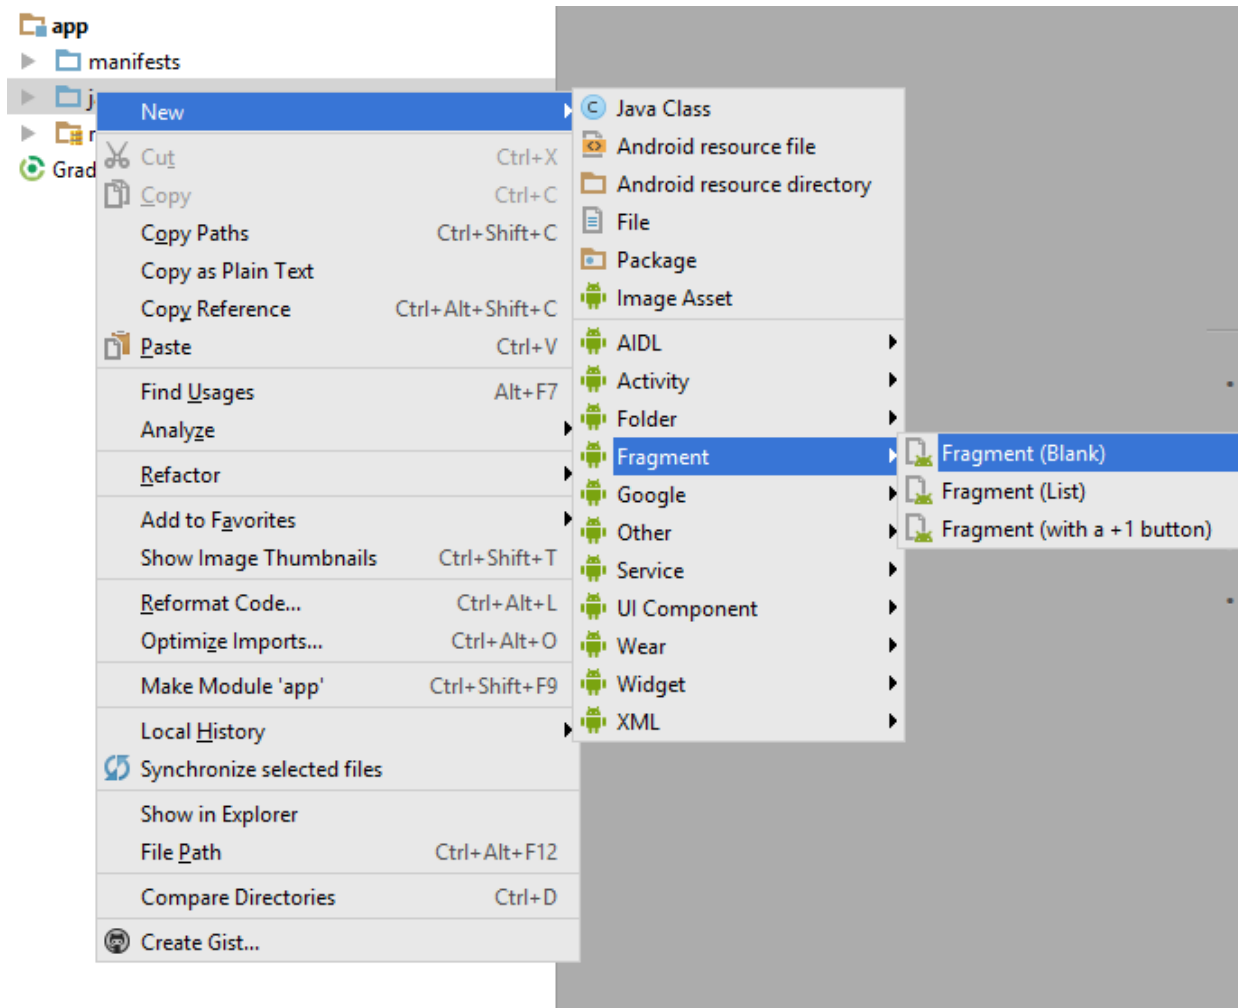 app
manifests
j
r
Grad
New
Cut Ctrl+X
Copy Ctrl+C
Copy Paths Ctrl+Shift+C
Copy as Plain Text
Copy Reference Ctrl+Alt+Shift+C
Paste Ctrl+V
Find Usages Alt+F7
Analyze
Refactor
Add to Favorites
Show Image Thumbnails Ctrl+Shift+T
Reformat Code... Ctrl+Alt+L
Optimize Imports... Ctrl+Alt+O
Make Module 'app' Ctrl+Shift+F9
Local History
Synchronize selected files
Show in Explorer
File Path Ctrl+Alt+F12
Compare Directories Ctrl+D
Create Gist...
Java Class
Android resource file
Android resource directory
File
Package
Image Asset
AIDL
Activity
Folder
Fragment
Google
Other
Service
UI Component
Wear
Widget
XML
Fragment (Blank)
Fragment (List)
Fragment (with a +1 button)